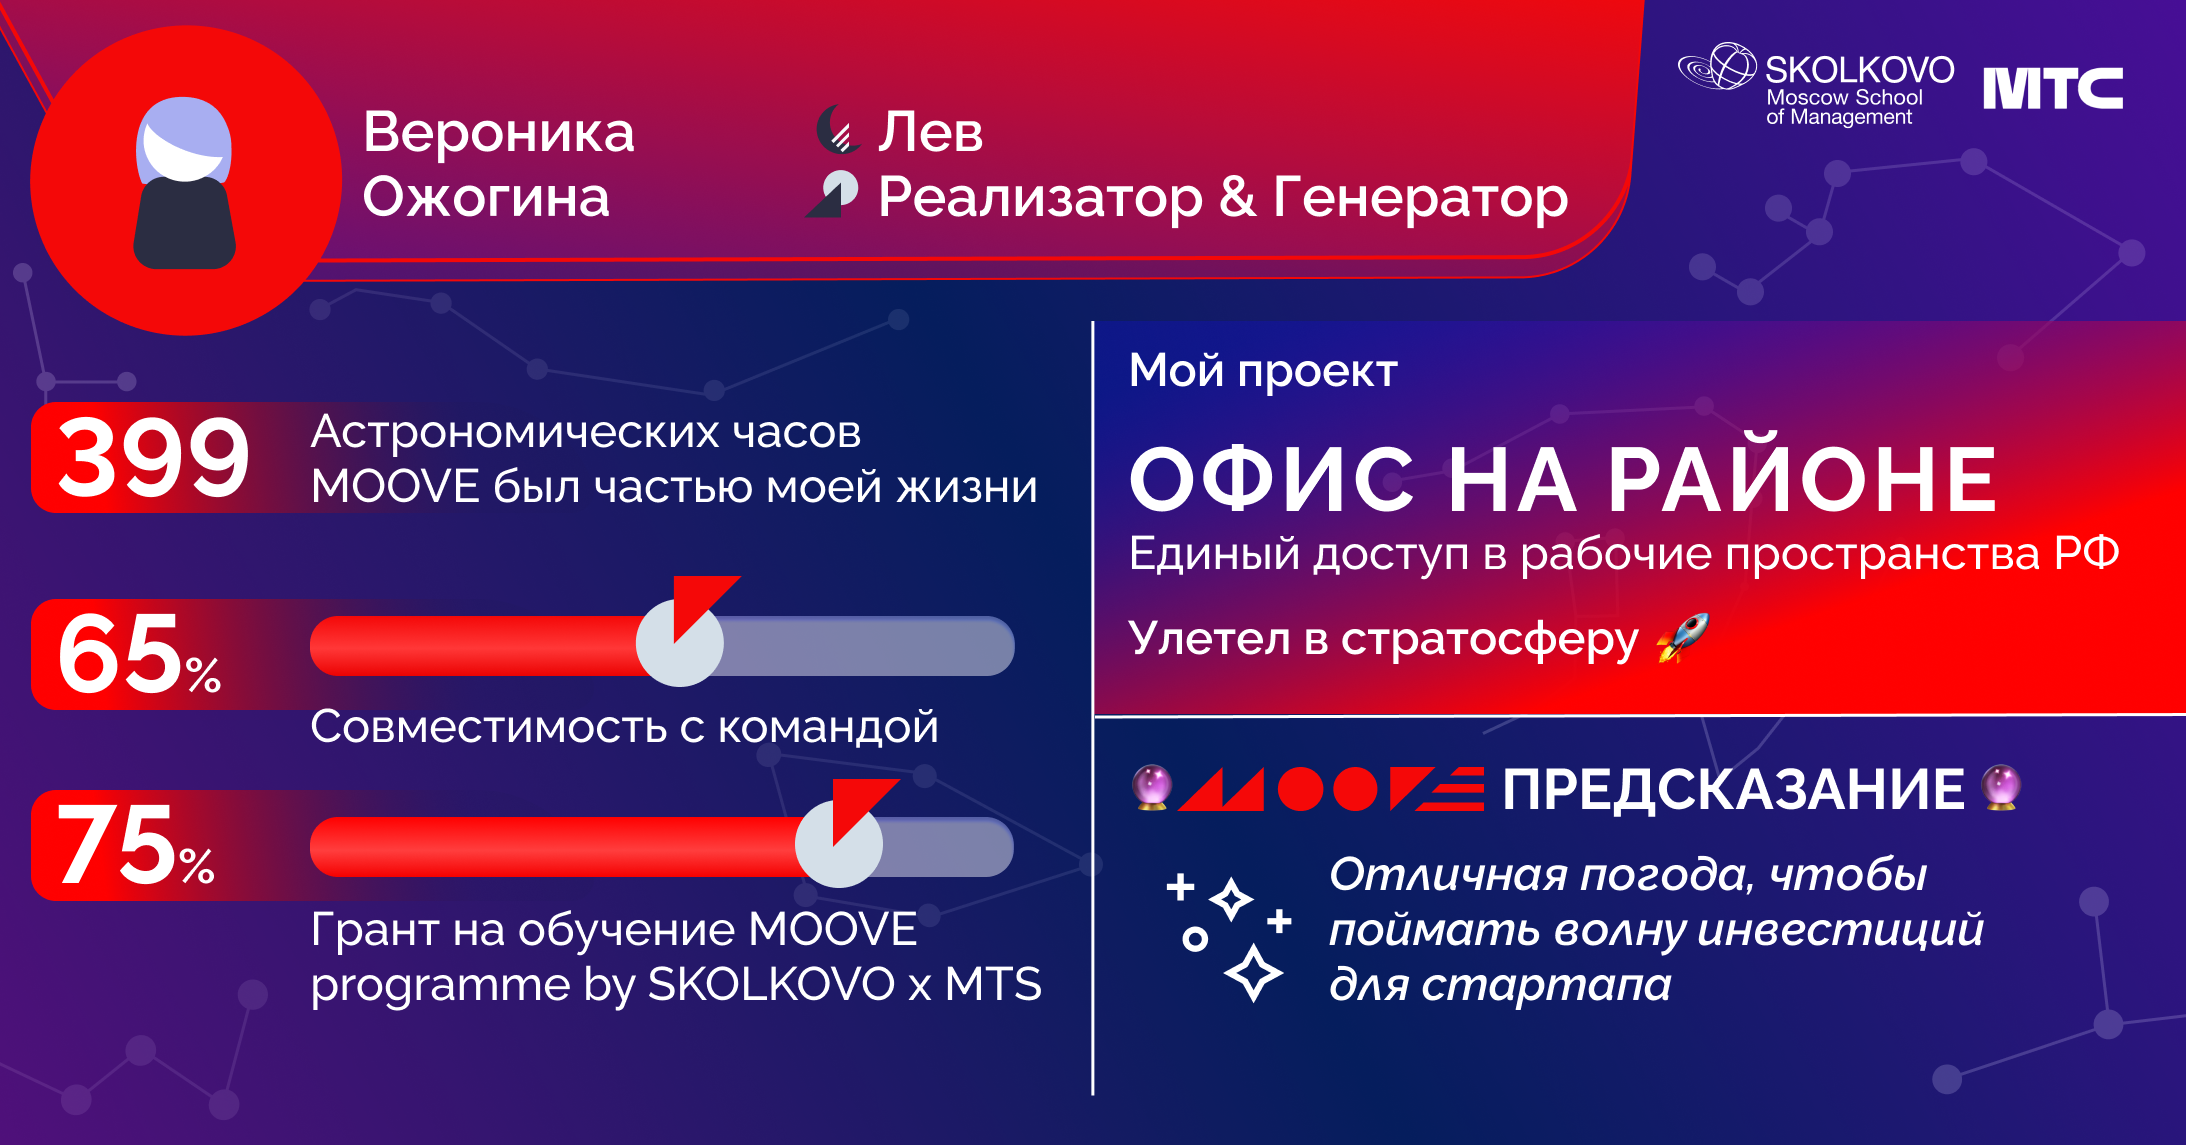 Вероника
Ожогина
Лев
Реализатор & Генератор
SKOLKOVO
Moscow School
of Management
МТС
399
Астрономических часов
MOOVE был частью моей жизни
65%
Совместимость с командой
75%
Грант на обучение MOOVE
programme by SKOLKOVO x MTS
Мой проект
ОФИС НА РАЙОНЕ
Единый доступ в рабочие пространства РФ
Улетел в стратосферу 🚀
🔮 MOOVE ПРЕДСКАЗАНИЕ 🔮
Отличная погода, чтобы
поймать волну инвестиций
для стартапа